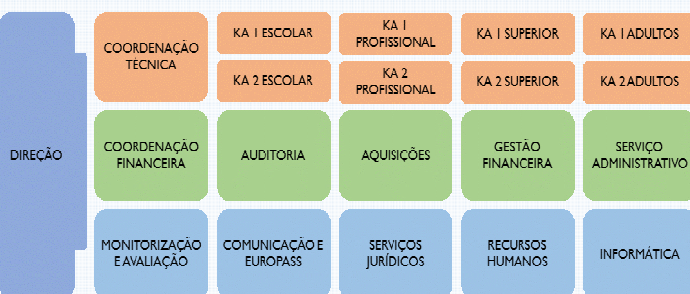 DIREÇÃO
COORDENAÇÃO
TÉCNICA
KA 1 ESCOLAR
KA 1
PROFISSIONAL
KA 1 SUPERIOR
KA 1 ADULTOS
KA 2 ESCOLAR
KA 2
PROFISSIONAL
KA 2 SUPERIOR
KA 2 ADULTOS
COORDENAÇÃO
FINANCEIRA
AUDITORIA
AQUISIÇÕES
GESTÃO
FINANCEIRA
SERVIÇO
ADMINISTRATIVO
MONITORIZAÇÃO
E AVALIAÇÃO
COMUNICAÇÃO E
EUROPASS
SERVIÇOS
JURÍDICOS
RECURSOS
HUMANOS
INFORMÁTICA